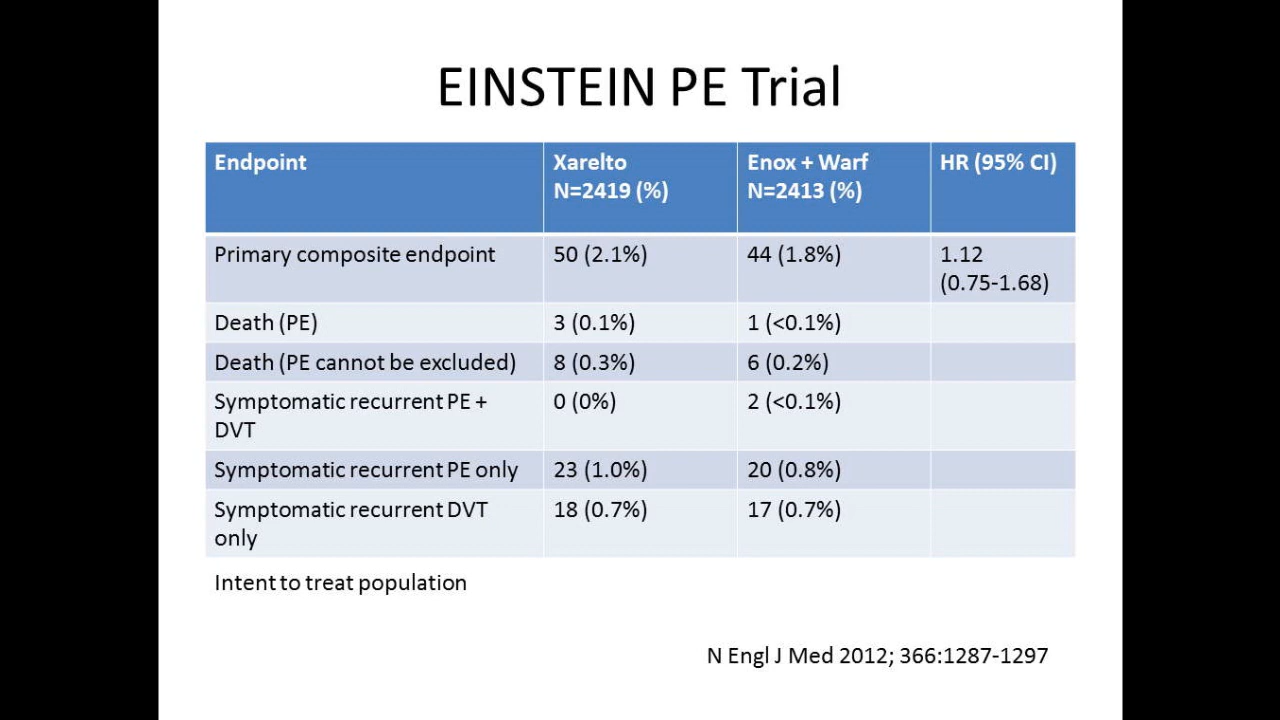 EINSTEIN PE Trial
Endpoint
Xarelto
N=2419 (%)
Enox + Warf
N=2413 (%)
HR (95% CI)
Primary composite endpoint
50 (2.1%)
44 (1.8%)
1.12
(0.75-1.68)
Death (PE)
3 (0.1%)
1 (<0.1%)
Death (PE cannot be excluded)
8 (0.3%)
6 (0.2%)
Symptomatic recurrent PE +
DVT
0 (0%)
2 (<0.1%)
Symptomatic recurrent PE only
23 (1.0%)
20 (0.8%)
Symptomatic recurrent DVT
only
18 (0.7%)
17 (0.7%)
Intent to treat population
N Engl J Med 2012; 366:1287-1297